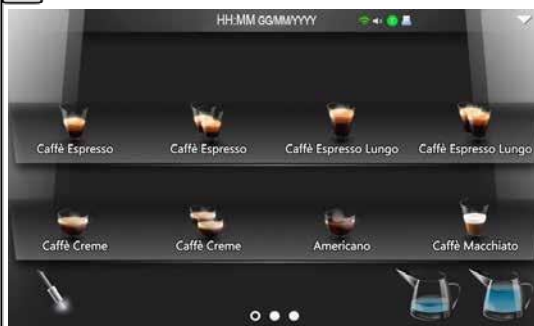 HH:MM GG/MM/YYYY
Caffè Espresso Caffè Espresso Caffè Espresso Lungo Caffè Espresso Lungo
Caffè Creme Caffè Creme Americano Caffè Macchiato